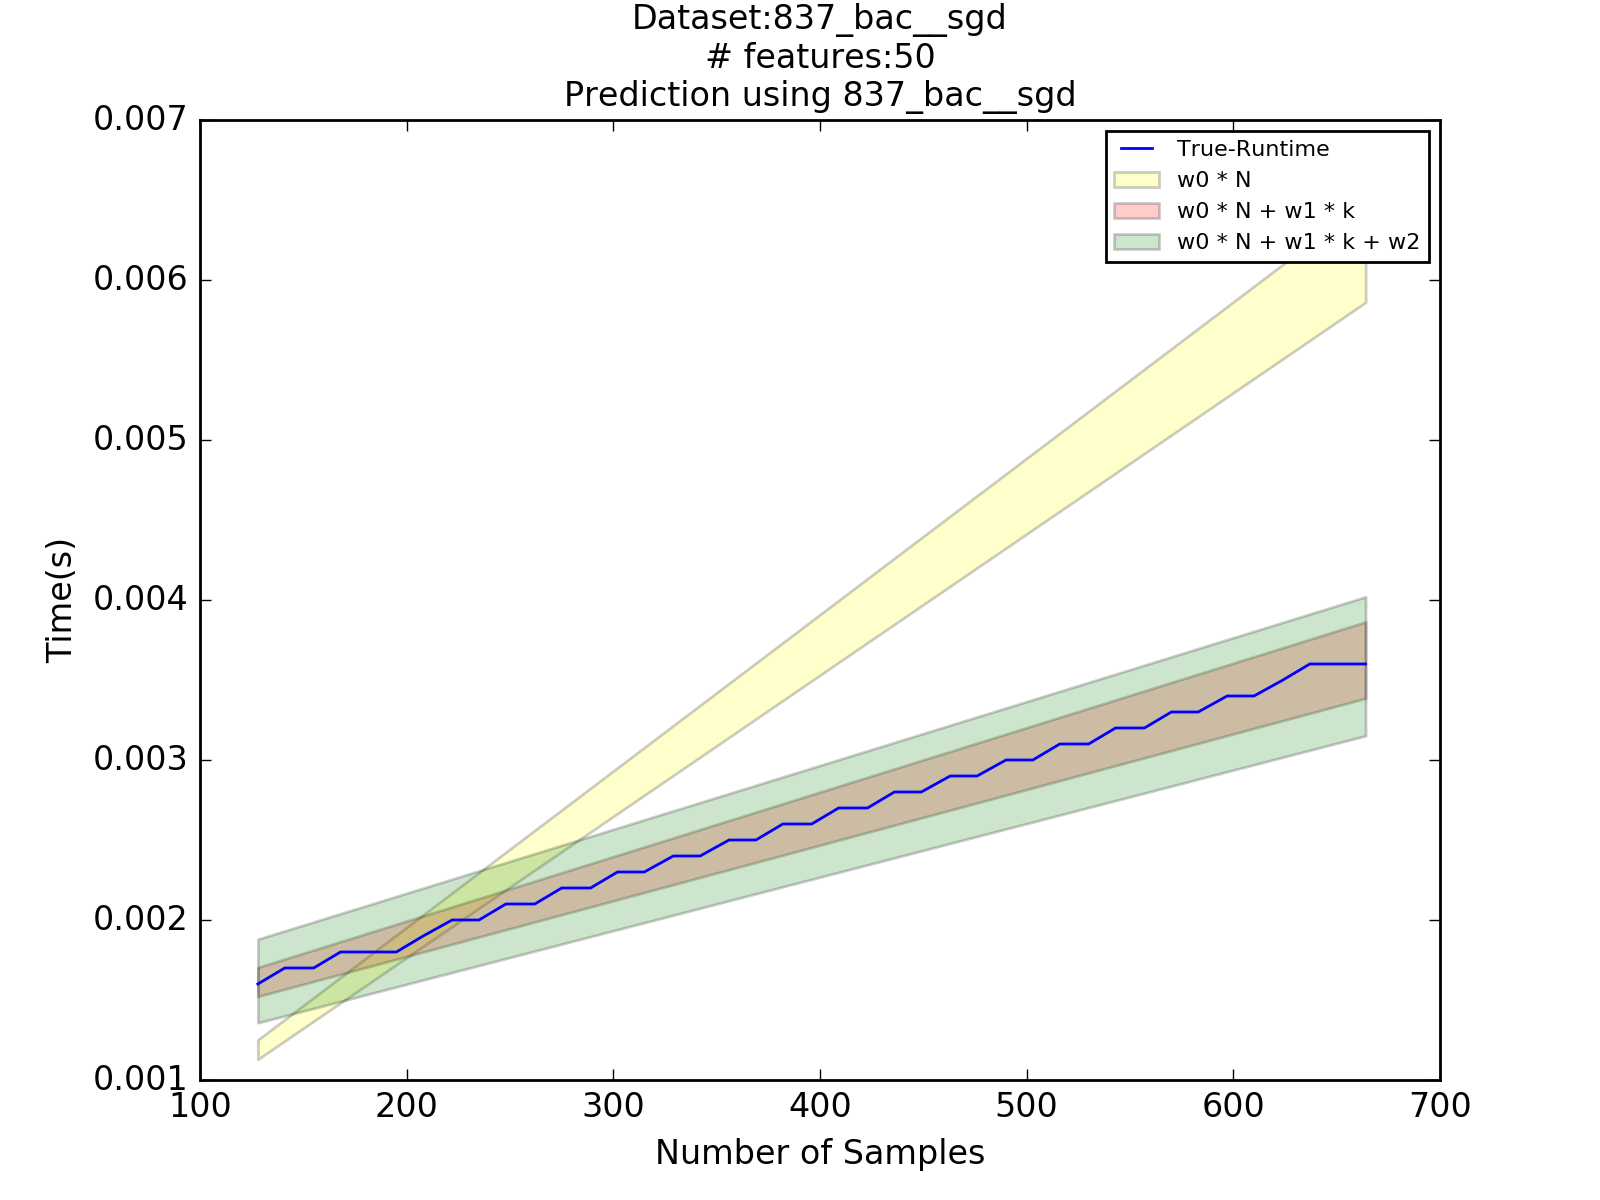 Dataset:837_bac__sgd
# features:50
Prediction using 837_bac__sgd
0.007
0.006
0.005
0.004
0.003
0.002
0.001
Time(s)
True-Runtime
w0 * N
w0 * N + w1 * k
w0 * N + w1 * k + w2
100 200 300 400 500 600 700
Number of Samples